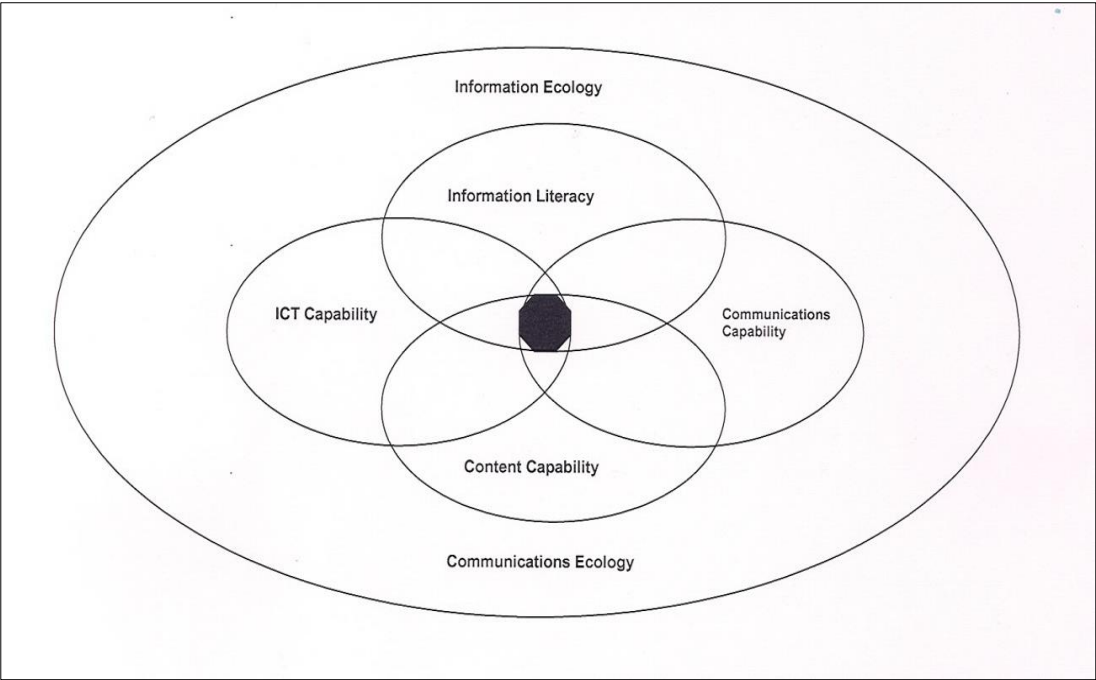 Information Ecology
Information Literacy
ICT Capability
Communications
Capability
Content Capability
Communications Ecology